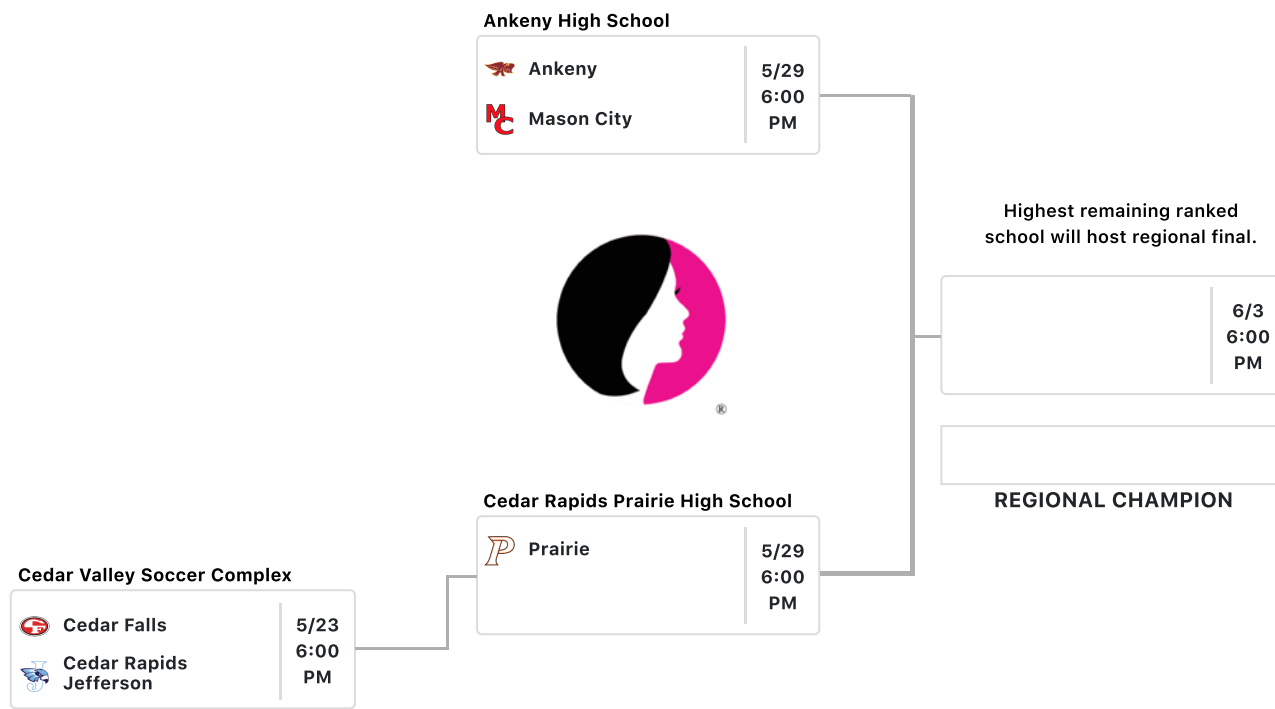 Ankeny High School
Ankeny
Mason City
5/29
6:00
PM
Highest remaining ranked
school will host regional final.
6/3
6:00
PM
REGIONAL CHAMPION
®
Cedar Rapids Prairie High School
P
Prairie
5/29
6:00
PM
Cedar Valley Soccer Complex
Cedar Falls
Cedar Rapids
Jefferson
5/23
6:00
PM
MC
J